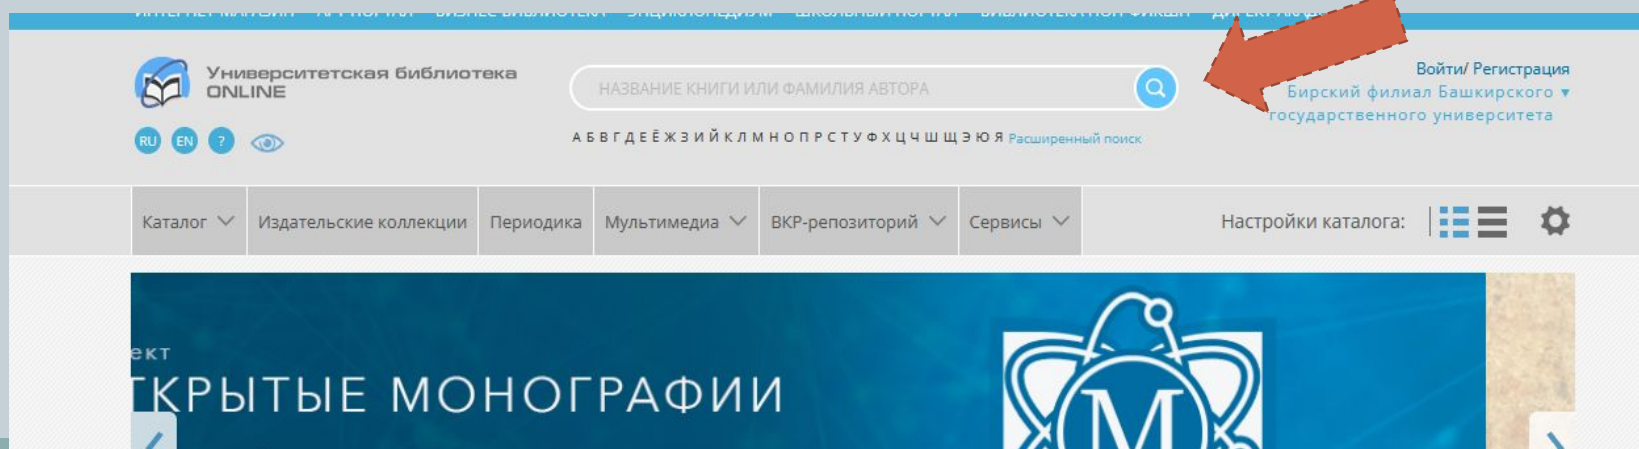 Университетская библиотека
ONLINE
НАЗВАНИЕ КНИГИ ИЛИ ФАМИЛИЯ АВТОРА
Войти/ Регистрация
Бирский филиал Башкирского ▾
государственного университета
RU EN ?
А Б В Г Д Е Ё Ж З И Й К Л М Н О П Р С Т У Ф Х Ц Ч Ш Щ Э Ю Я Расширенный поиск
Каталог Издательские коллекции Периодика Мультимедиа ВКР-репозиторий Сервисы Настройки каталога:
ект
ТКРЫТЫЕ МОНОГРАФИИ
М